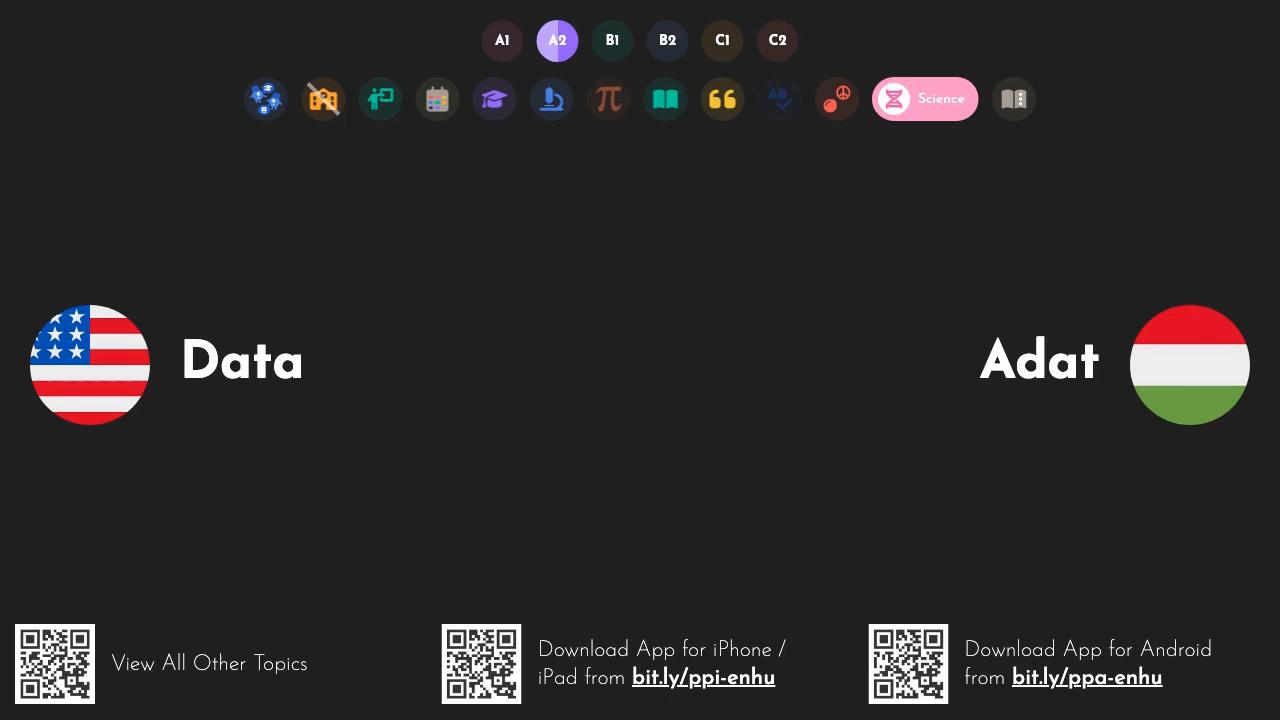 A1 A2 B1 B2 C1 C2
Science
Data
Adat
View All Other Topics
Download App for iPhone /
iPad from bit.ly/ppi-enhu
Download App for Android
from bit.ly/ppa-enhu